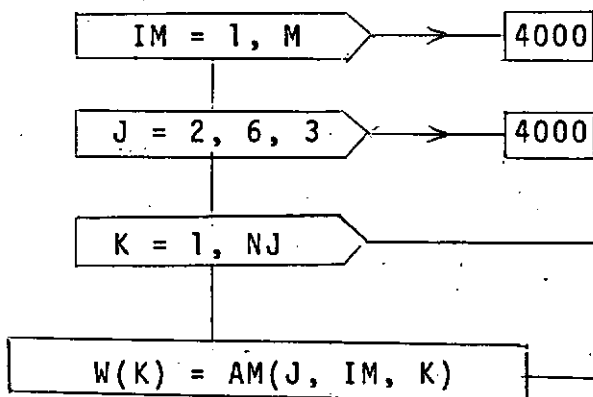 IM = 1, M 4000
J = 2, 6, 3 4000
K = 1, NJ
W(K) = AM(J, IM, K)